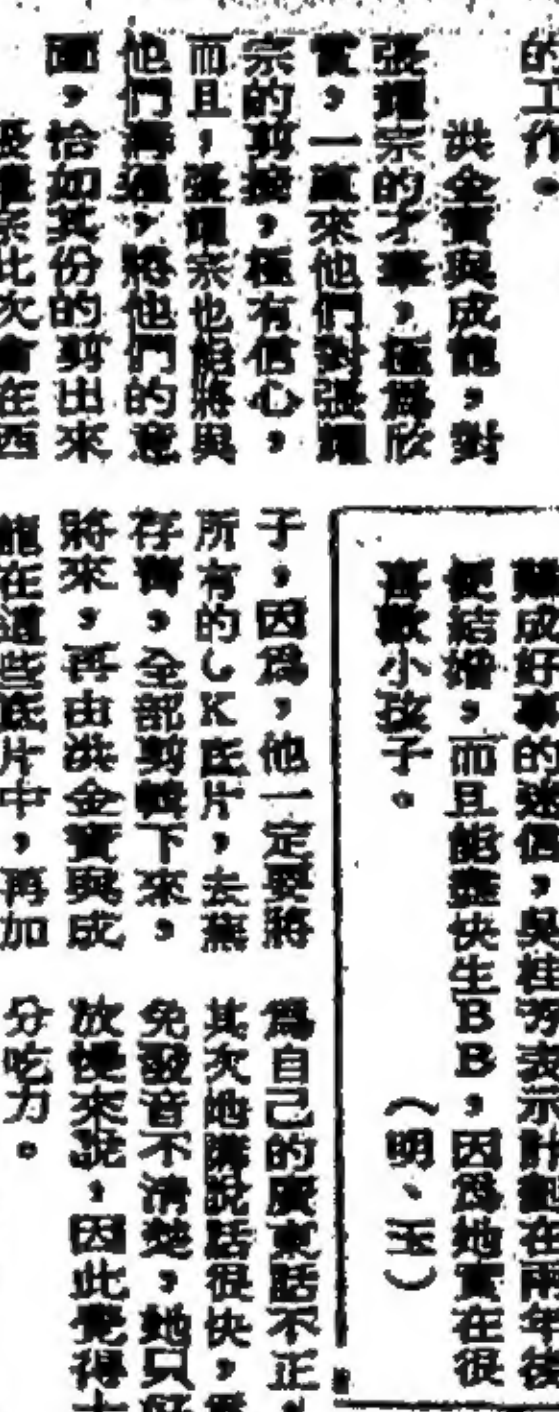 的工作。
洪金寶與成龍，對
張耀宗的才華，極爲欣
賞，一直來他們對張耀
宗的剪接，極有信心，
而且，張耀宗也能將與
他們溝通，將他們的意
圖，恰如其份的剪出來
張耀宗此次會在西
爲成好事的迷信，吳桂芳表示計劃在兩年後
便結婚，而且能盡快生BB，因爲她實在很
喜歡小孩子。（明、玉）
子，因爲，他一定要將
所有的OK底片，去蕪
存菁，全部剪輯下來，
將來，再由洪金寶與成
龍在這些底片中，再加
爲自己的廣東話不正，
其次她講說話很快，爲
免發音不清楚，她只好
放慢來說，因此覺得十
分吃力。